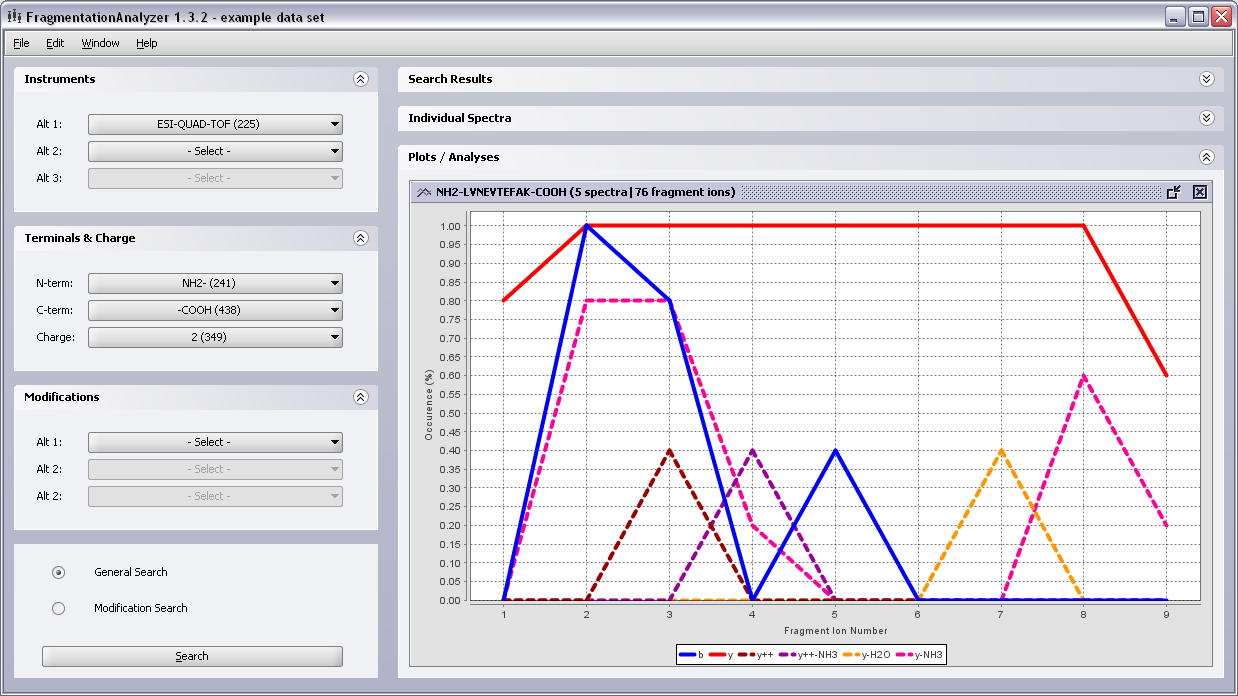 FragmentationAnalyzer 1.3.2 - example data set
File Edit Window Help
Instruments
Alt 1: ESI-QUAD-TOF (225)
Alt 2: - Select -
Alt 3: - Select -
Terminals & Charge
N-term: NH2- (241)
C-term: -COOH (438)
Charge: 2 (349)
Modifications
Alt 1: - Select -
Alt 2: - Select -
Alt 2: - Select -
General Search
Modification Search
Search
Search Results
Individual Spectra
Plots / Analyses
NH2-LVNEVTEFAK-COOH (5 spectra | 76 fragment ions)
Occurence (%)
1.00
0.95
0.90
0.85
0.80
0.75
0.70
0.65
0.60
0.55
0.50
0.45
0.40
0.35
0.30
0.25
0.20
0.15
0.10
0.05
0.00
1 2 3 4 5 6 7 8 9
Fragment Ion Number
b y y++ y++-NH3 y-H2O y-NH3